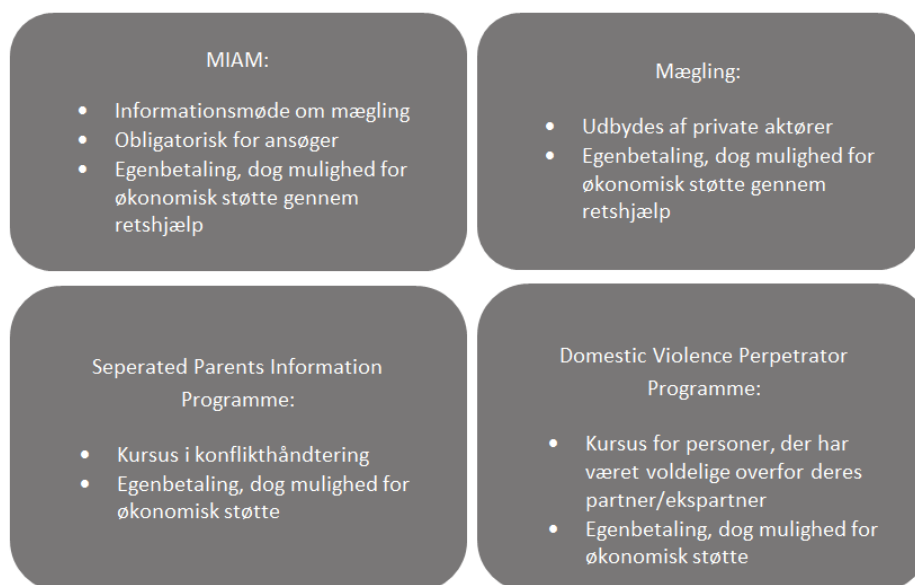 MIAM:
• Informationsmøde om mægling
• Obligatorisk for ansøger
• Egenbetaling, dog mulighed for
økonomisk støtte gennem
retshjælp
Mægling:
• Udbydes af private aktører
• Egenbetaling, dog mulighed for
økonomisk støtte gennem
retshjælp
Seperated Parents Information
Programme:
• Kursus i konflikthåndtering
• Egenbetaling, dog mulighed for
økonomisk støtte
Domestic Violence Perpetrator
Programme:
• Kursus for personer, der har
været voldelige overfor deres
partner/ekspartner
• Egenbetaling, dog mulighed for
økonomisk støtte